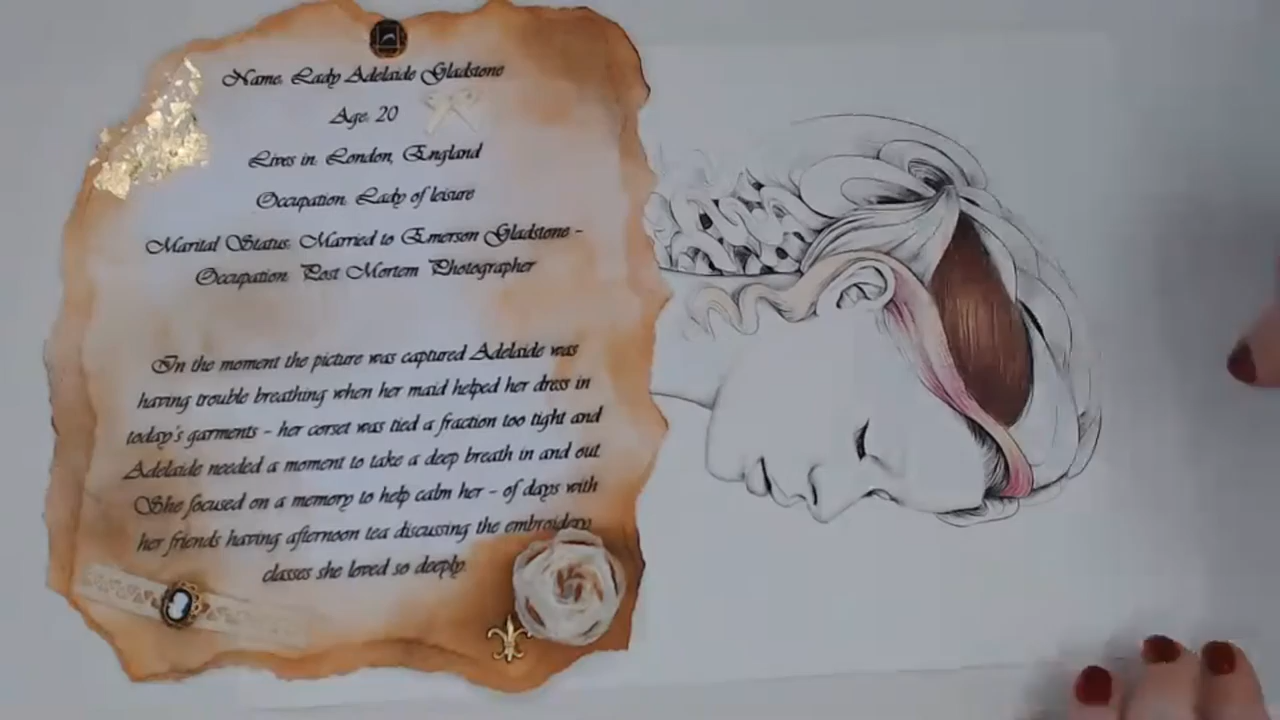 Name: Lady Adelaide Gladstone
Age: 20
Lives in: London, England
Occupation: Lady of leisure
Marital Status: Married to Emerson Gladstone -
Occupation: Post Mortem Photographer
In the moment the picture was captured Adelaide was
having trouble breathing when her maid helped her dress in
today's garments - her corset was tied a fraction too tight and
Adelaide needed a moment to take a deep breath in and out.
She focused on a memory to help calm her - of days with
her friends having afternoon tea discussing the embroidery
classes she loved so deeply.